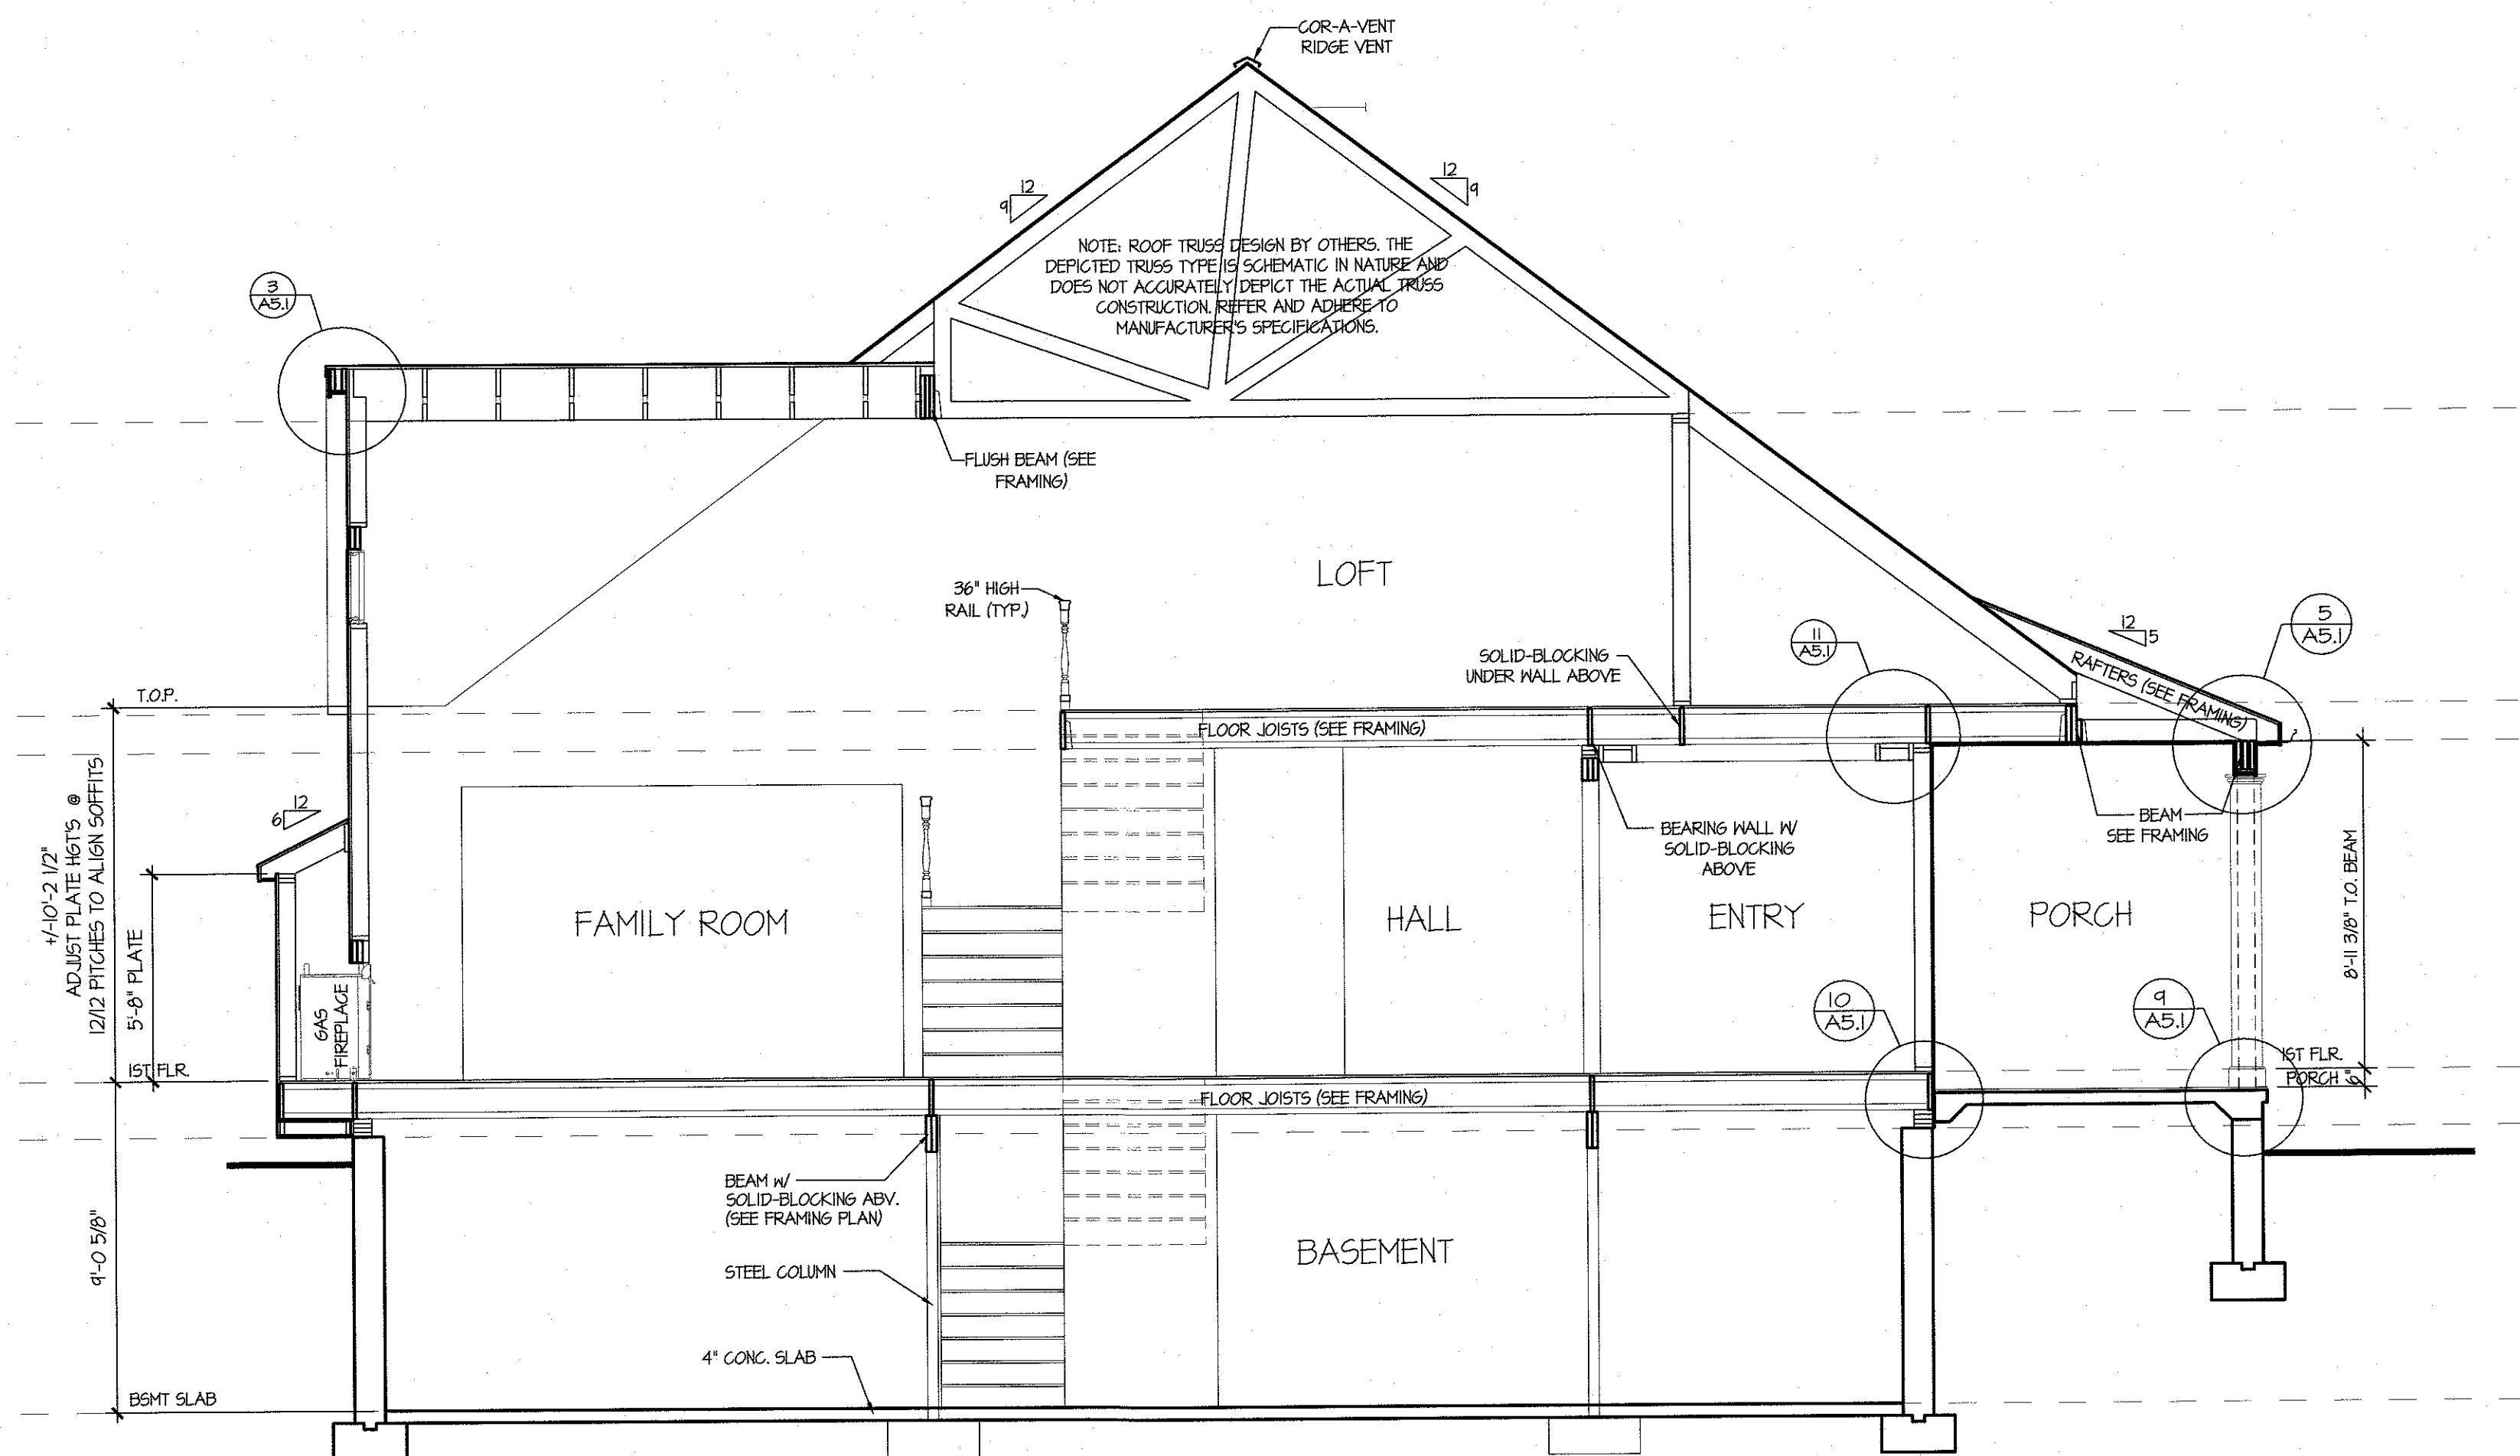 COR-A-VENT
RIDGE VENT
12
9
12
9
NOTE: ROOF TRUSS DESIGN BY OTHERS. THE
DEPICTED TRUSS TYPE IS SCHEMATIC IN NATURE AND
DOES NOT ACCURATELY DEPICT THE ACTUAL TRUSS
CONSTRUCTION. REFER AND ADHERE TO
MANUFACTURER'S SPECIFICATIONS.
3
A5.1
FLUSH BEAM (SEE
FRAMING)
LOFT
36" HIGH
RAIL (TYP.)
SOLID-BLOCKING
UNDER WALL ABOVE
11
A5.1
12
5
5
A5.1
RAFTERS (SEE FRAMING)
T.O.P.
FLOOR JOISTS (SEE FRAMING)
+/-10'-2 1/2"
ADJUST PLATE HGT'S @
12/12 PITCHES TO ALIGN SOFFITS
12
6
5'-8" PLATE
BEARING WALL W/
SOLID-BLOCKING
ABOVE
BEAM
SEE FRAMING
8'-11 3/8" T.O. BEAM
FAMILY ROOM
HALL
ENTRY
PORCH
GAS
FIREPLACE
10
A5.1
9
A5.1
1ST FLR.
1ST FLR.
PORCH
6"
FLOOR JOISTS (SEE FRAMING)
BEAM W/
SOLID-BLOCKING ABV.
(SEE FRAMING PLAN)
9'-0 5/8"
BASEMENT
STEEL COLUMN
4" CONC. SLAB
BSMT SLAB